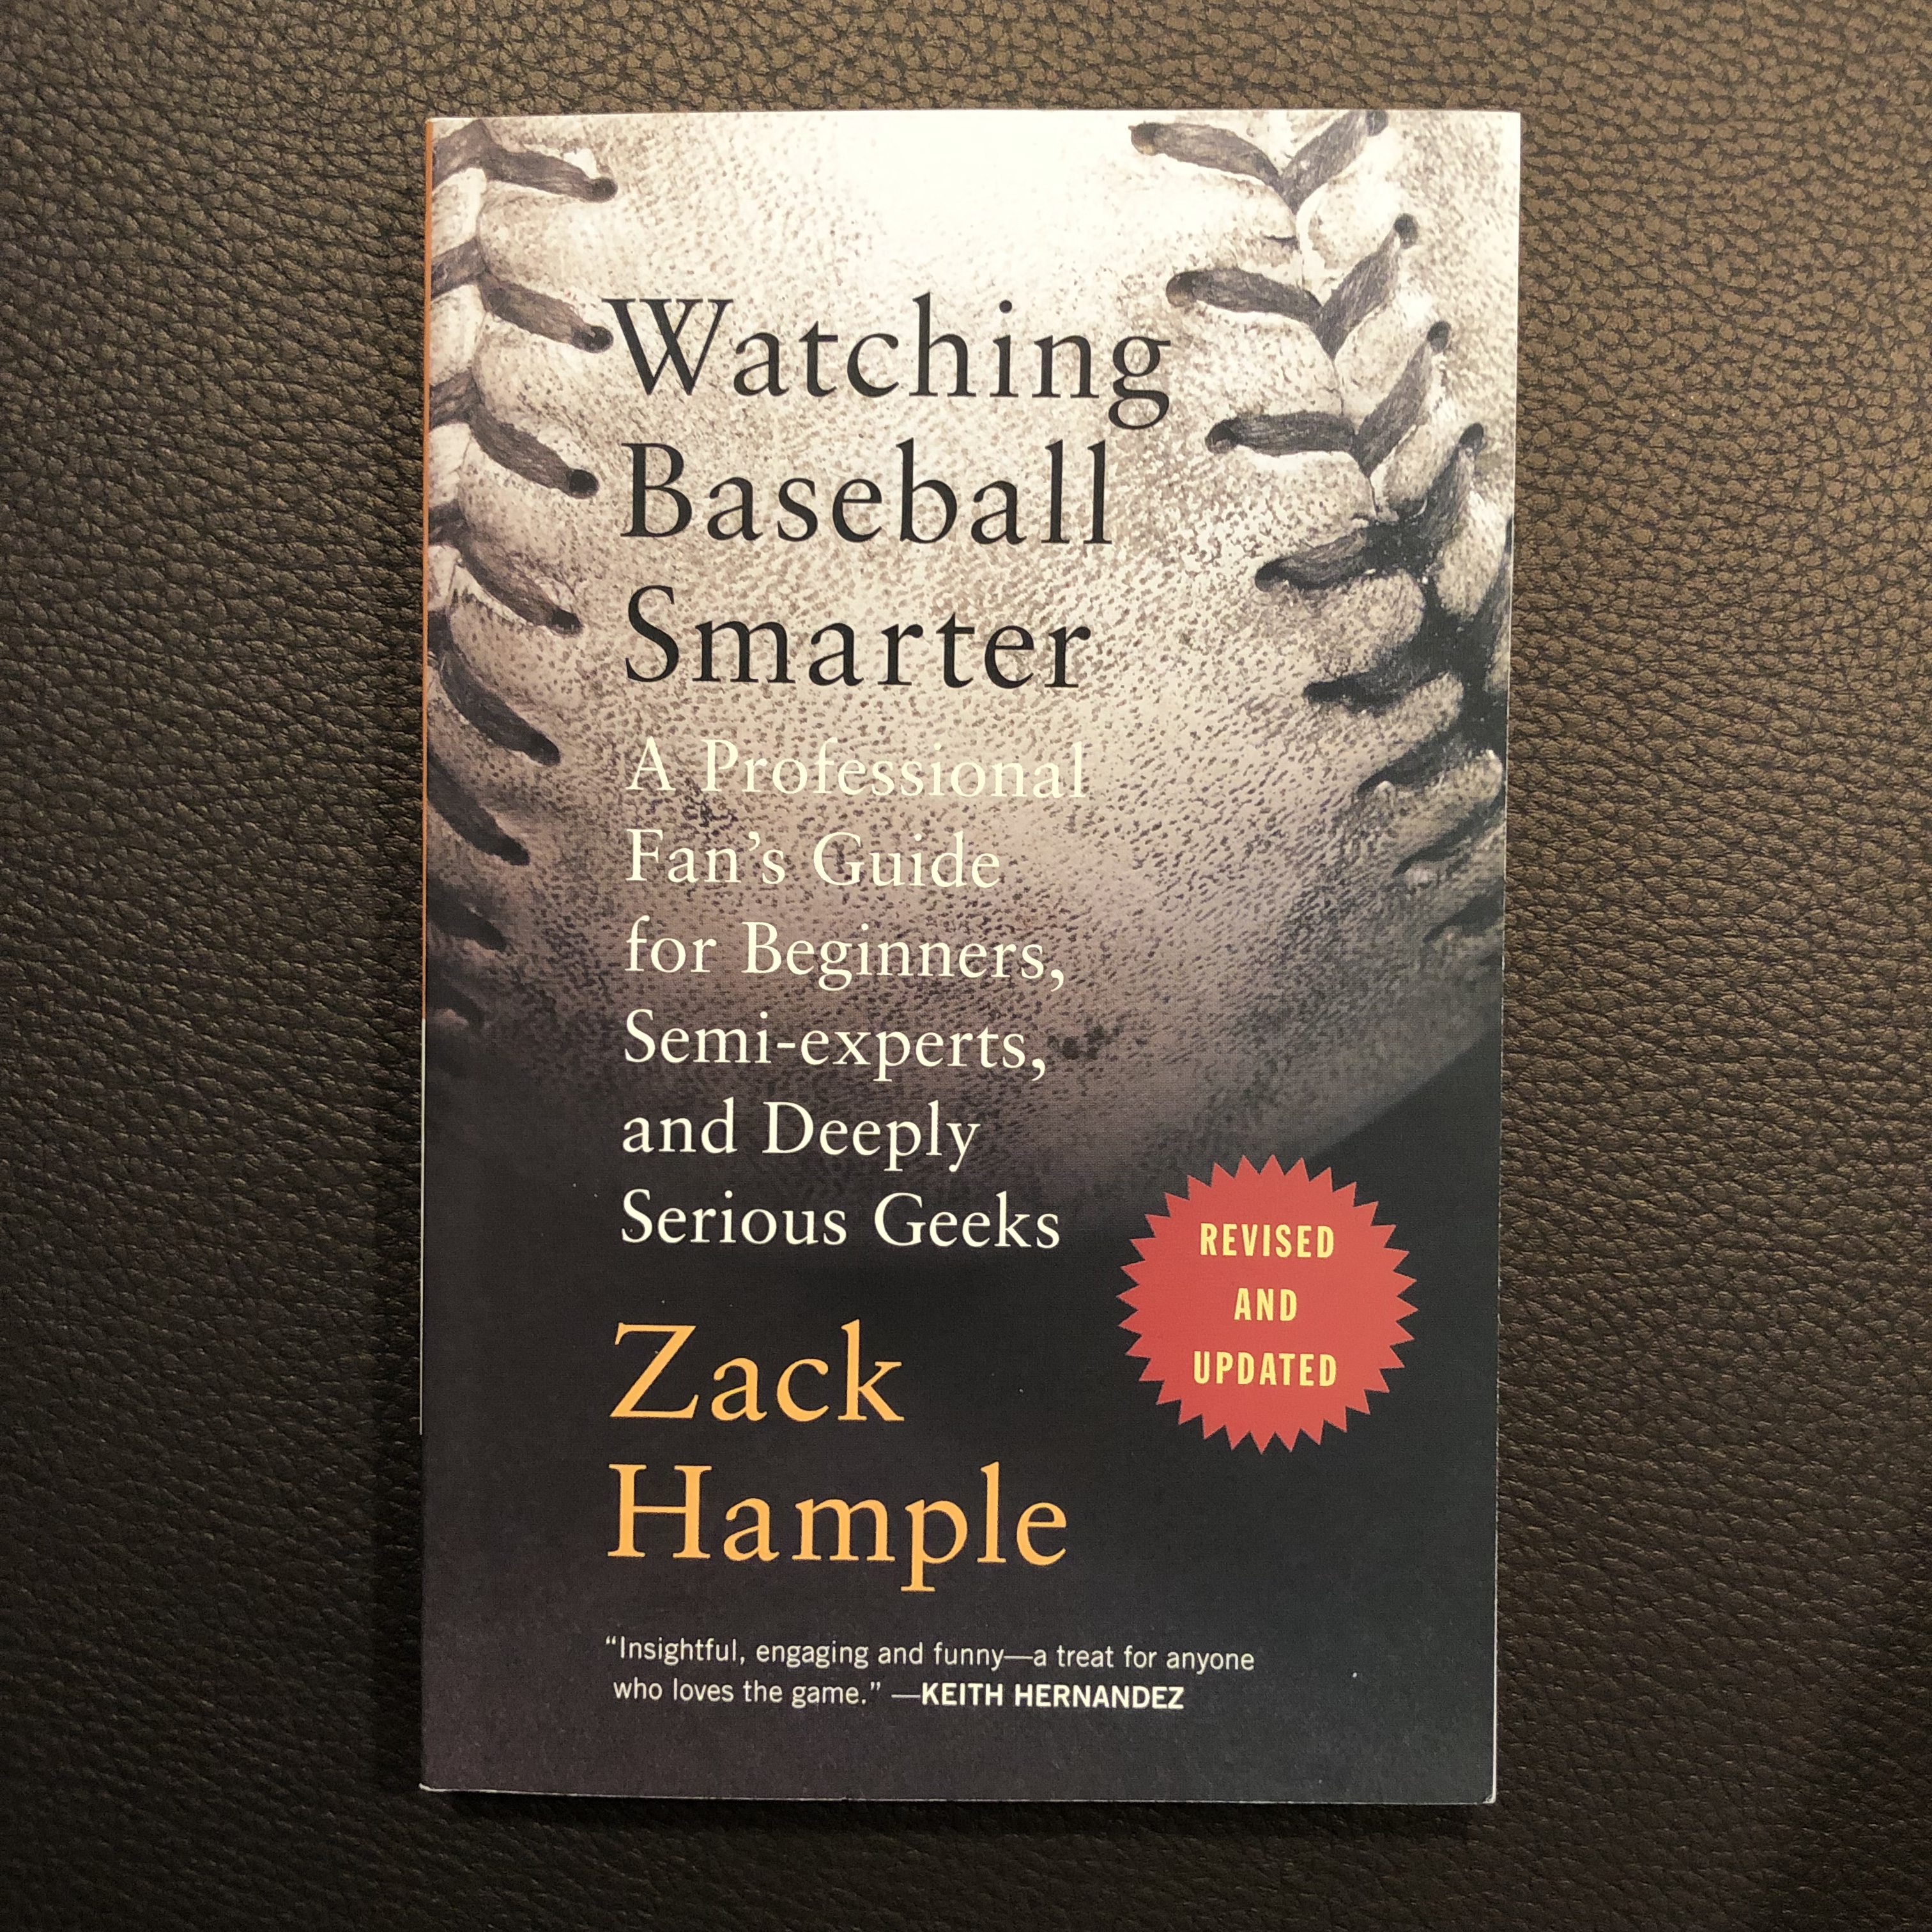 Watching
Baseball
Smarter
A Professional
Fan’s Guide
for Beginners,
Semi-experts,
and Deeply
Serious Geeks
REVISED
AND
UPDATED
Zack
Hample
“Insightful, engaging and funny—a treat for anyone
who loves the game.” —KEITH HERNANDEZ